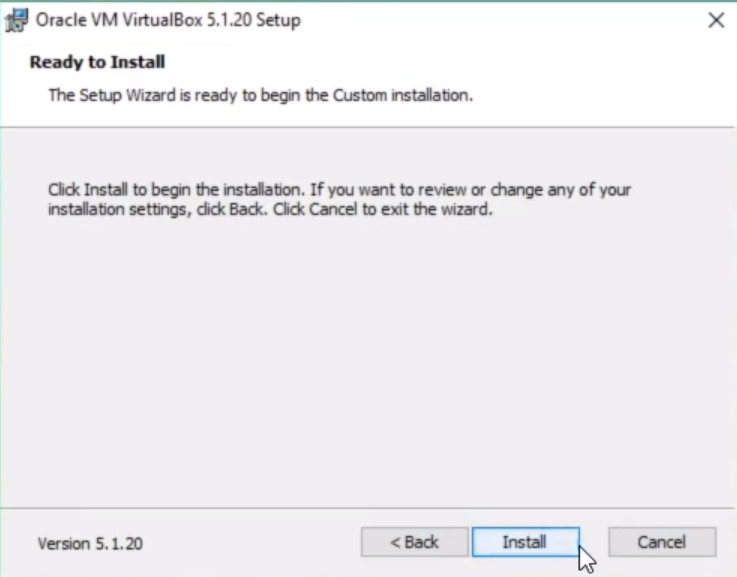 Oracle VM VirtualBox 5.1.20 Setup
Ready to Install
The Setup Wizard is ready to begin the Custom installation.
Click Install to begin the installation. If you want to review or change any of your
installation settings, click Back. Click Cancel to exit the wizard.
Version 5.1.20
< Back
Install
Cancel